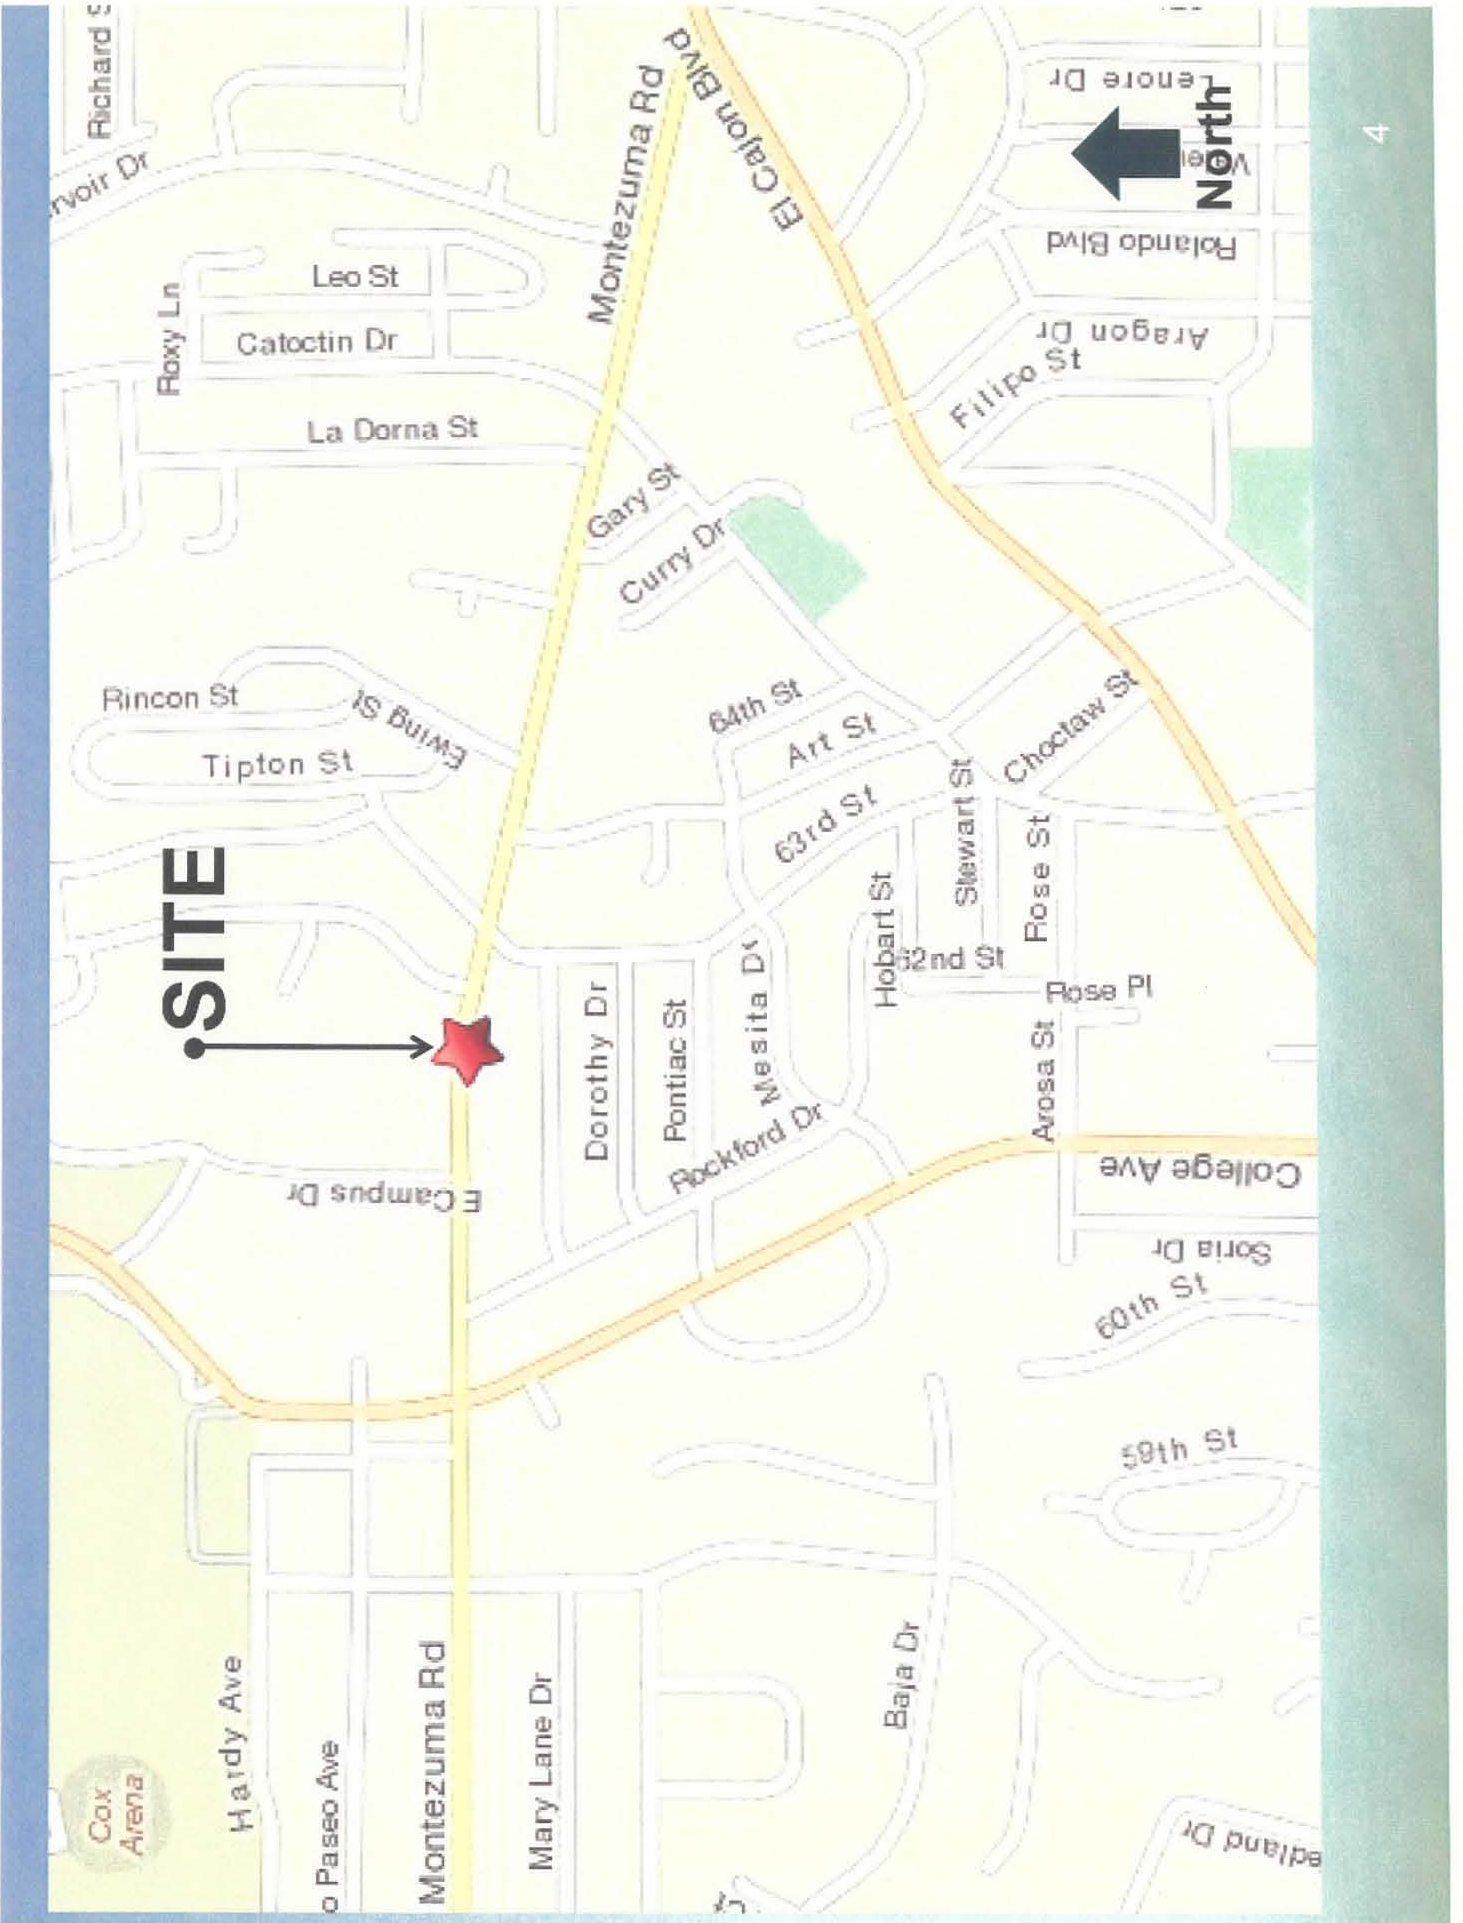 Cox
Arena
Hardy Ave
o Paseo Ave
Montezuma Rd
Mary Lane Dr
Baja Dr
edland Dr
59th St
60th St
Soria Dr
College Ave
E Campus Dr
SITE
Rockford Dr
Dorothy Dr
Pontiac St
Mesita Dr
Hobart St
62nd St
Arosa St
Rose Pl
Rose St
Stewart St
Choctaw St
63rd St
Art St
64th St
Tipton St
Rincon St
Ewing St
Curry Dr
Gary St
La Dorna St
Catoctin Dr
Leo St
Roxy Ln
rvoir Dr
Richard S
Montezuma Rd
El Cajon Blvd
Filipo St
Aragon Dr
Rolando Blvd
Lenore Dr
North
4